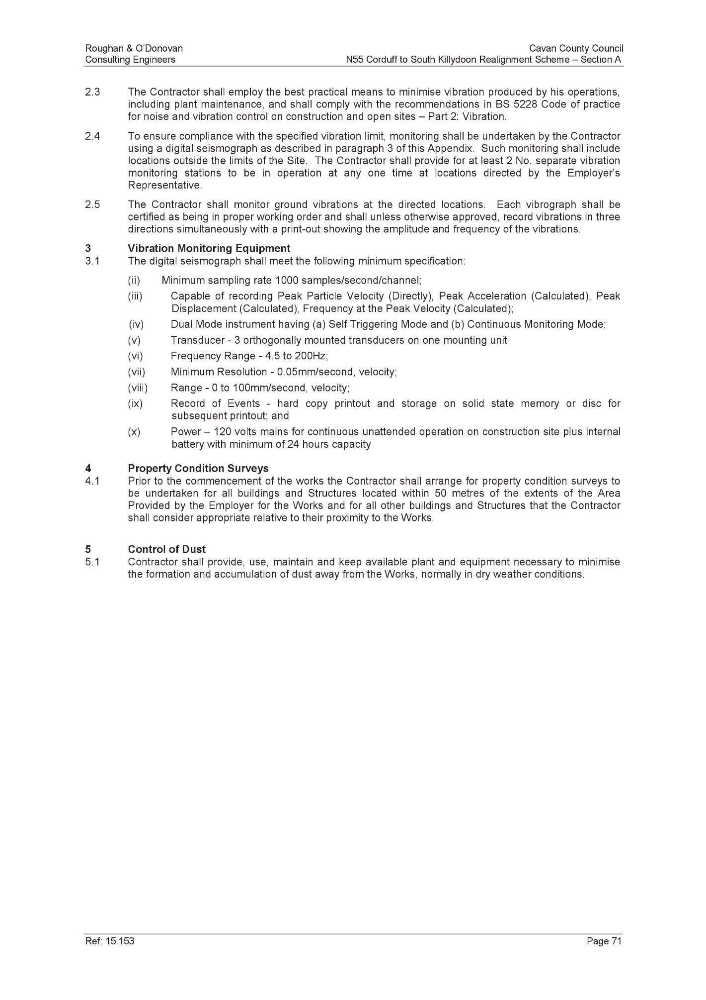 Roughan & O'Donovan Cavan County Council
Consulting Engineers N55 Corduff to South Killydoon Realignment Scheme – Section A
2.3 The Contractor shall employ the best practical means to minimise vibration produced by his operations,
including plant maintenance, and shall comply with the recommendations in BS 5228 Code of practice
for noise and vibration control on construction and open sites – Part 2: Vibration.
2.4 To ensure compliance with the specified vibration limit, monitoring shall be undertaken by the Contractor
using a digital seismograph as described in paragraph 3 of this Appendix. Such monitoring shall include
locations outside the limits of the Site. The Contractor shall provide for at least 2 No. separate vibration
monitoring stations to be in operation at any one time at locations directed by the Employer's
Representative.
2.5 The Contractor shall monitor ground vibrations at the directed locations. Each vibrograph shall be
certified as being in proper working order and shall unless otherwise approved, record vibrations in three
directions simultaneously with a print-out showing the amplitude and frequency of the vibrations.
3 Vibration Monitoring Equipment
3.1 The digital seismograph shall meet the following minimum specification:
(ii) Minimum sampling rate 1000 samples/second/channel;
(iii) Capable of recording Peak Particle Velocity (Directly), Peak Acceleration (Calculated), Peak
Displacement (Calculated), Frequency at the Peak Velocity (Calculated);
(iv) Dual Mode instrument having (a) Self Triggering Mode and (b) Continuous Monitoring Mode;
(v) Transducer - 3 orthogonally mounted transducers on one mounting unit
(vi) Frequency Range - 4.5 to 200Hz;
(vii) Minimum Resolution - 0.05mm/second, velocity;
(viii) Range - 0 to 100mm/second, velocity;
(ix) Record of Events - hard copy printout and storage on solid state memory or disc for
subsequent printout; and
(x) Power – 120 volts mains for continuous unattended operation on construction site plus internal
battery with minimum of 24 hours capacity
4 Property Condition Surveys
4.1 Prior to the commencement of the works the Contractor shall arrange for property condition surveys to
be undertaken for all buildings and Structures located within 50 metres of the extents of the Area
Provided by the Employer for the Works and for all other buildings and Structures that the Contractor
shall consider appropriate relative to their proximity to the Works.
5 Control of Dust
5.1 Contractor shall provide, use, maintain and keep available plant and equipment necessary to minimise
the formation and accumulation of dust away from the Works, normally in dry weather conditions.
Ref: 15.153 Page 71